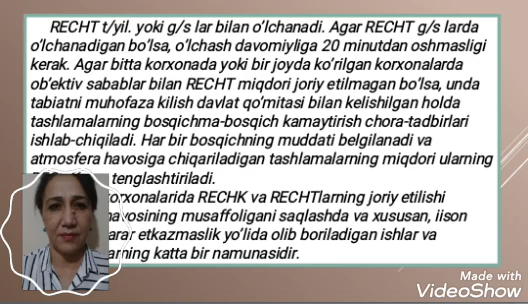 RECHT t/yil. yoki g/s lar bilan o'lchanadi. Agar RECHT g/s larda
o'lchanadigan bo'lsa, o'lchash davomiyliga 20 minutdan oshmasligi
kerak. Agar bitta korxonada yoki bir joyda ko'rilgan korxonalarda
ob'ektiv sabablar bilan RECHT miqdori joriy etilmagan bo'lsa, unda
tabiatni muhofaza kilish davlat qo'mitasi bilan kelishilgan holda
tashlamalarning bosqichma-bosqich kamaytirish chora-tadbirlari
ishlab-chiqiladi. Har bir bosqichning muddati belgilanadi va
atmosfera havosiga chiqariladigan tashlamalarning miqdori ularning
tenglashtiriladi.
korxonalarida RECHK va RECHTlarning joriy etilishi
havosining musaffoligani saqlashda va xususan, iison
etkazmaslik yo'lida olib boriladigan ishlar va
katta bir namunasidir.
Made with
VideoShow